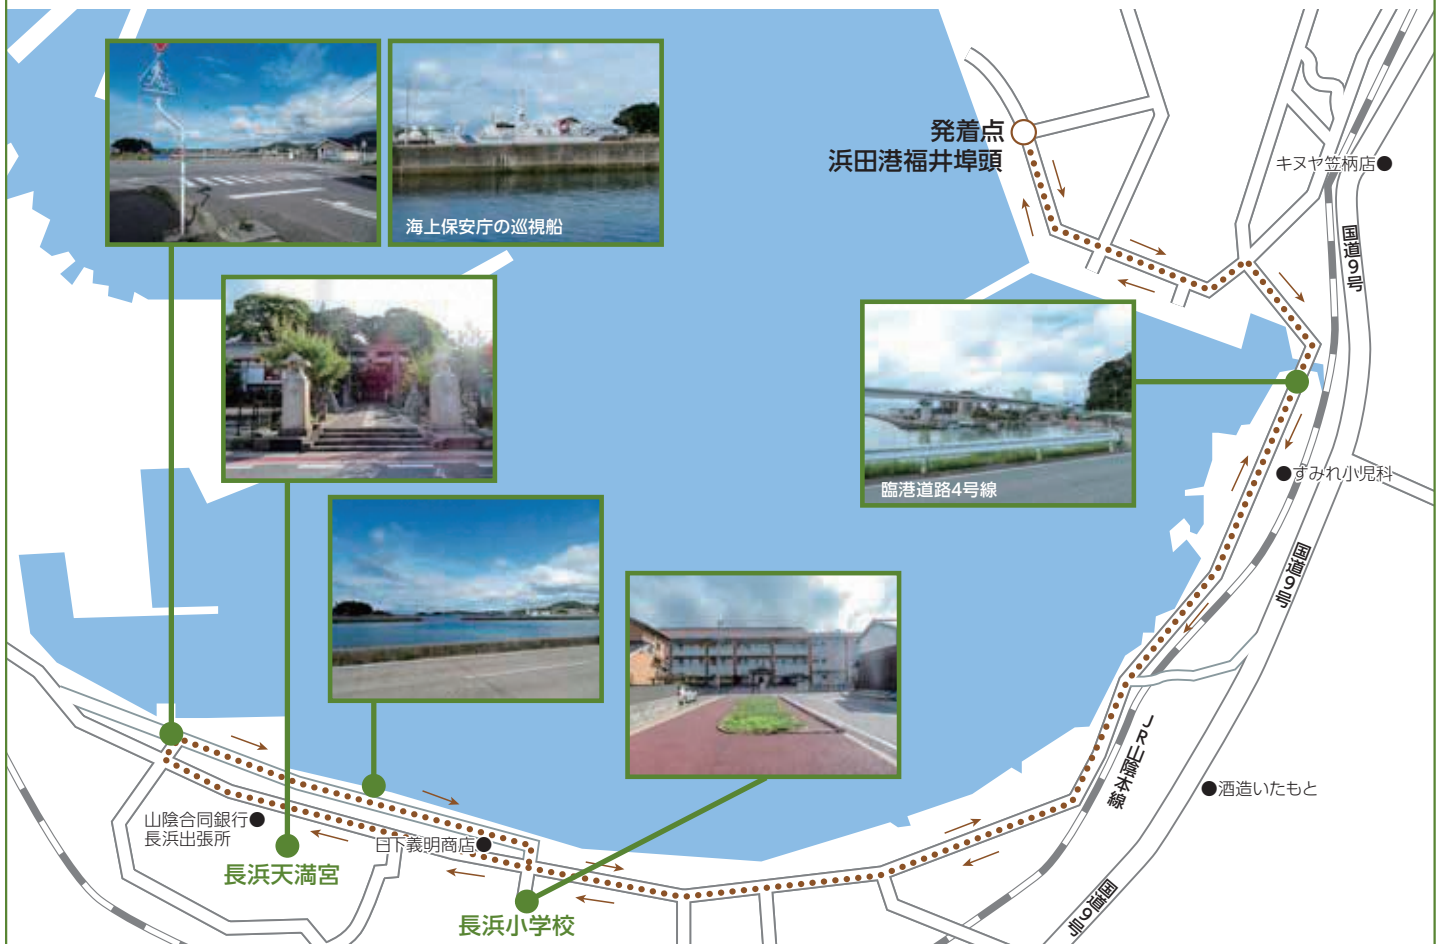 発着点
浜田港福井埠頭
キヌヤ笠柄店
国道9号
海上保安庁の巡視船
臨港道路4号線
すみれ小児科
国道9号
JR山陰本線
酒造いたもと
山陰合同銀行
長浜出張所
日下義明商店
長浜天満宮
長浜小学校
国道9号